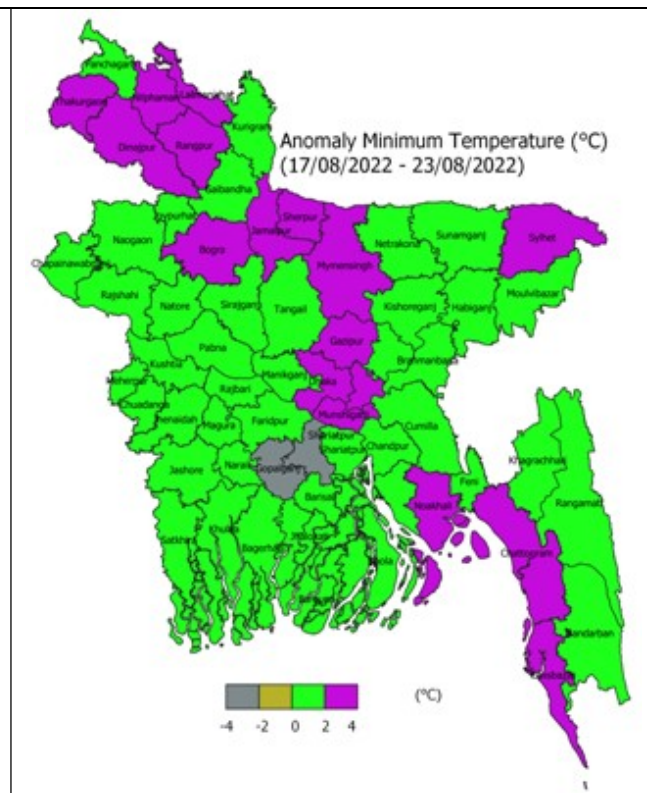 Panchagarh
Nilphamari Lalmonirhat
Thakurgaon
Kurigram
Dinajpur Rangpur
Anomaly Minimum Temperature (°C)
(17/08/2022 - 23/08/2022)
Gaibandha
Joypurhat
Sherpur
Jamalpur
Naogaon
Bogro
Netrakona
Sunamganj
Sylhet
Mymensingh
Chapainawabganj
Rajshahi
Natore
Sirajganj
Tangail
Kishoreganj
Habiganj
Moulvibazar
Gazipur
Pabna
Brahmanbaria
Kushtia
Manikganj
Dhaka
Meherpur
Rajbari
Chuadanga
Munshiganj
Jhenaidah
Magura
Faridpur
Cumilla
Shariatpur
Shariatpur
Chandpur
Khagrachhari
Jashore
Narail
Gopalganj
Feni
Rangamati
Barisal
Noakhali
Satkhira
Khulna
Jhalokati
Chattogram
Bagerhat
Bhola
Bandarban
(°C)
-4 -2 0 2 4